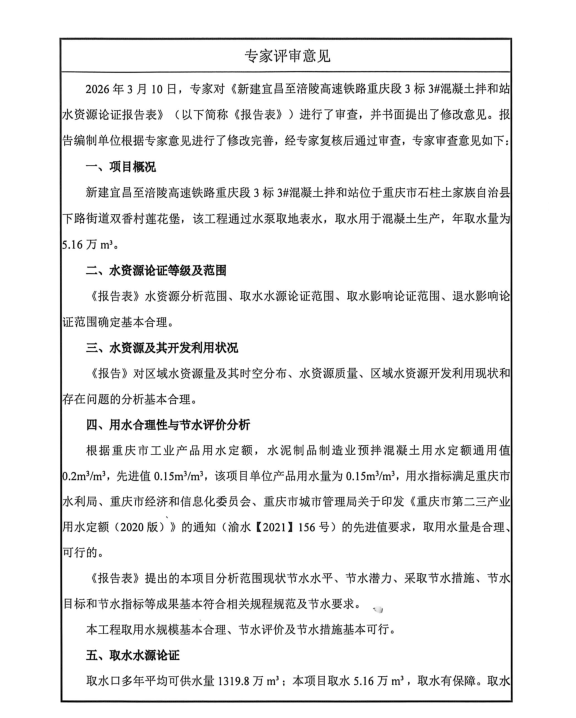 专家评审意见
2026 年 3 月 10 日，专家对《新建宜昌至涪陵高速铁路重庆段 3 标 3#混凝土拌和站
水资源论证报告表》（以下简称《报告表》）进行了审查，并书面提出了修改意见。报
告编制单位根据专家意见进行了修改完善，经专家复核后通过审查，专家审查意见如下：
一、项目概况
新建宜昌至涪陵高速铁路重庆段 3 标 3#混凝土拌和站位于重庆市石柱土家族自治县
下路街道双香村莲花堡，该工程通过水泵取地表水，取水用于混凝土生产，年取水量为
5.16 万 m³。
二、水资源论证等级及范围
《报告表》水资源分析范围、取水水源论证范围、取水影响论证范围、退水影响论
证范围确定基本合理。
三、水资源及其开发利用状况
《报告》对区域水资源量及其时空分布、水资源质量、区域水资源开发利用现状和
存在问题的分析基本合理。
四、用水合理性与节水评价分析
根据重庆市工业产品用水定额，水泥制品制造业预拌混凝土用水定额通用值
0.2m³/m³，先进值 0.15m³/m³，该项目单位产品用水量为 0.15m³/m³，用水指标满足重庆市
水利局、重庆市经济和信息化委员会、重庆市城市管理局关于印发《重庆市第二三产业
用水定额（2020 版）》的通知（渝水【2021】156 号）的先进值要求，取用水量是合理、
可行的。
《报告表》提出的本项目分析范围现状节水水平、节水潜力、采取节水措施、节水
目标和节水指标等成果基本符合相关规程规范及节水要求。
本工程取用水规模基本合理、节水评价及节水措施基本可行。
五、取水水源论证
取水口多年平均可供水量 1319.8 万 m³；本项目取水 5.16 万 m³，取水有保障。取水